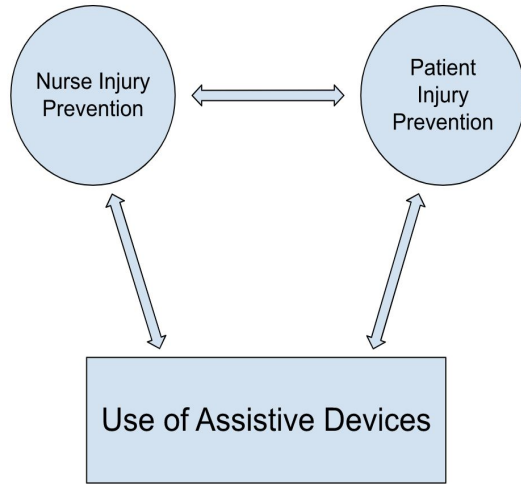 Nurse Injury
Prevention
Patient
Injury
Prevention
Use of Assistive Devices